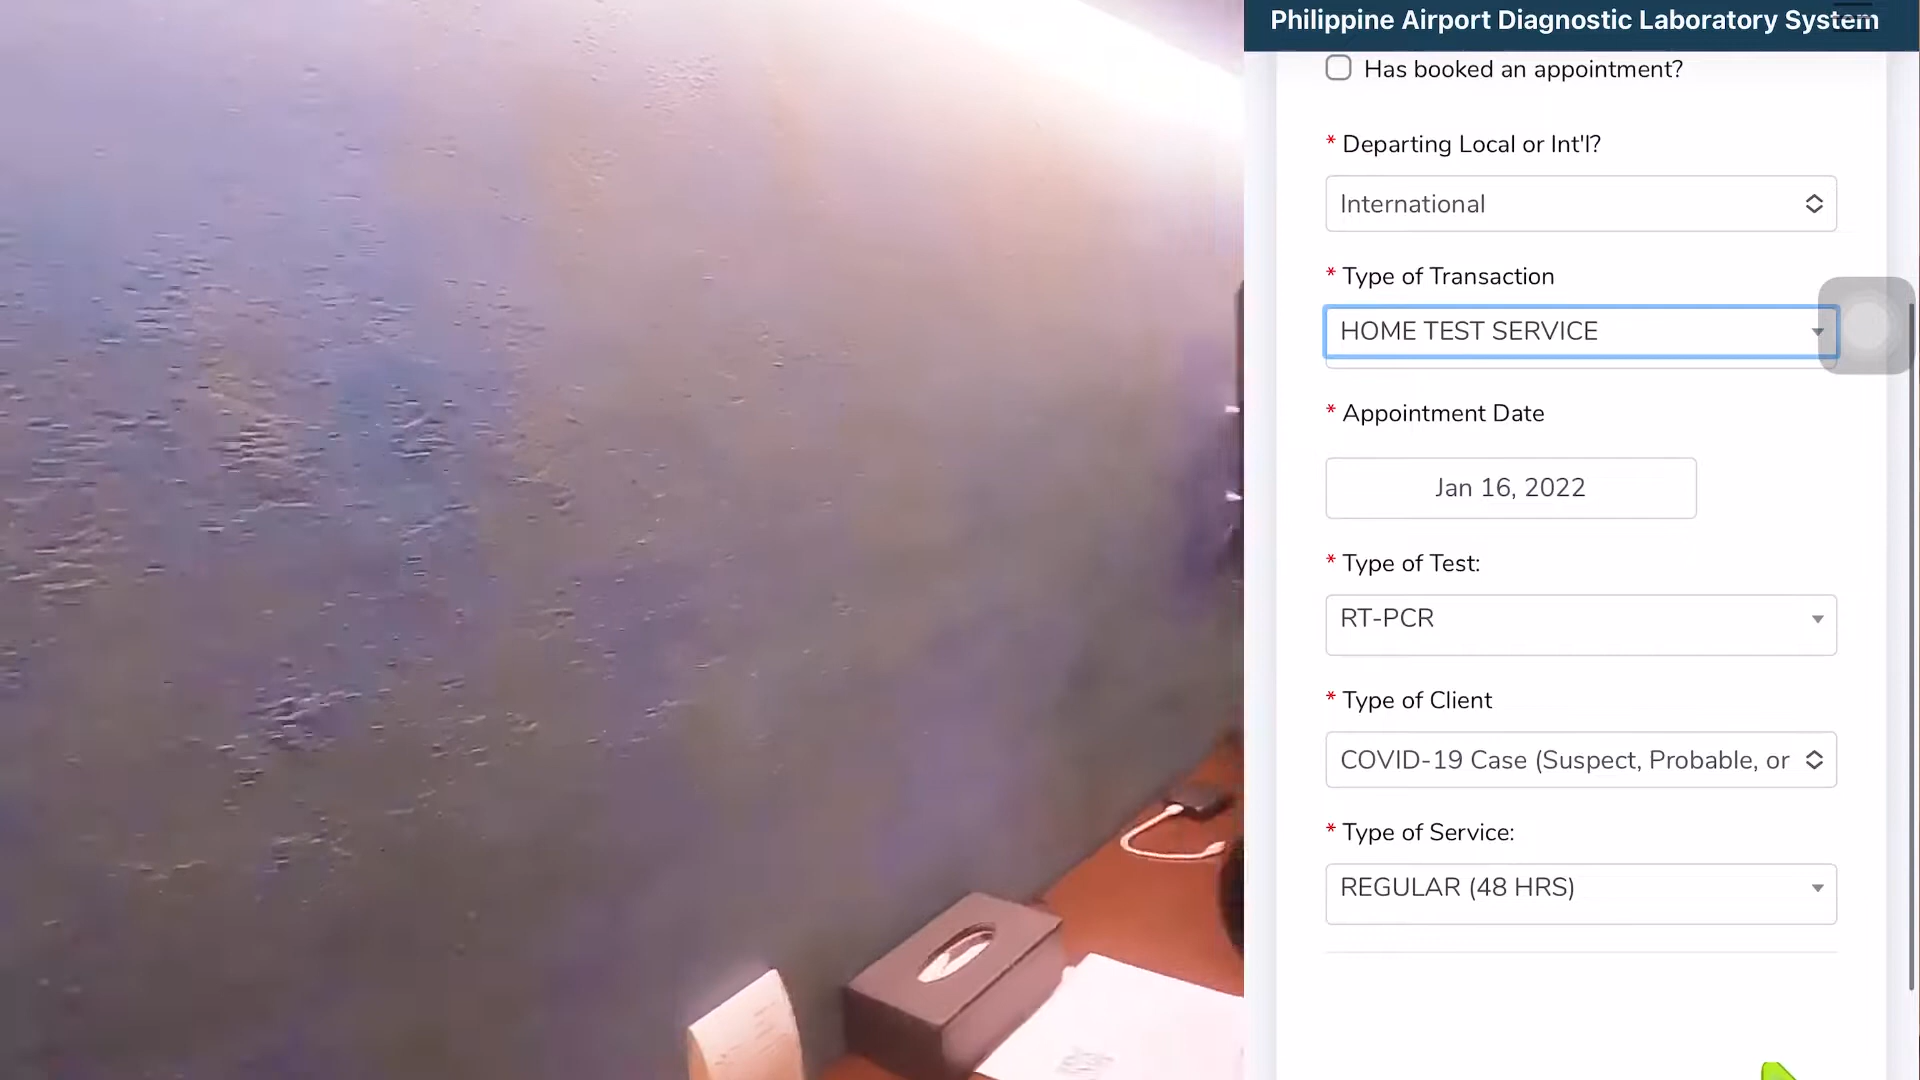 Philippine Airport Diagnostic Laboratory System
Has booked an appointment?
* Departing Local or Int'l?
International
* Type of Transaction
HOME TEST SERVICE
* Appointment Date
Jan 16, 2022
* Type of Test:
RT-PCR
* Type of Client
COVID-19 Case (Suspect, Probable, or
* Type of Service:
REGULAR (48 HRS)